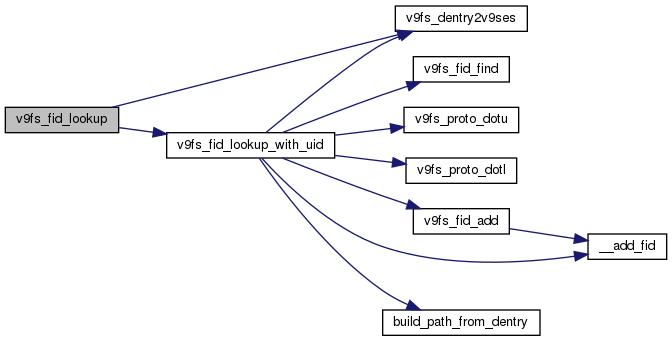 v9fs_dentry2v9ses
v9fs_fid_find
v9fs_fid_lookup
v9fs_proto_dotu
v9fs_fid_lookup_with_uid
v9fs_proto_dotl
v9fs_fid_add
__add_fid
build_path_from_dentry